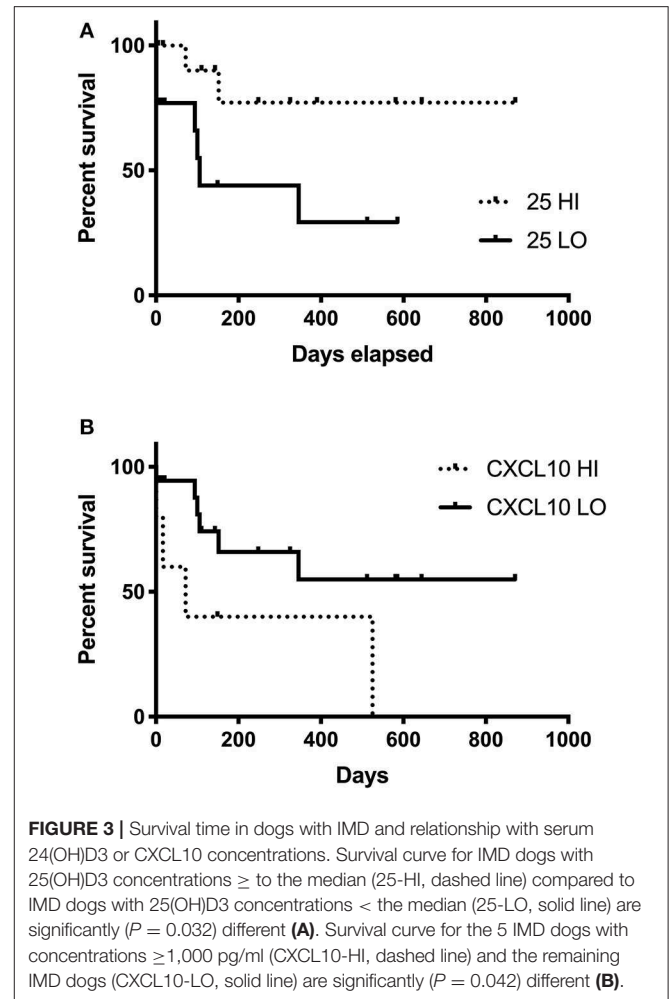 A
100
50
0
Percent survival
25 HI
25 LO
0 200 400 600 800 1000
Days elapsed
B
100
50
0
Percent survival
CXCL10 HI
CXCL10 LO
0 200 400 600 800 1000
Days
FIGURE 3 | Survival time in dogs with IMD and relationship with serum
24(OH)D3 or CXCL10 concentrations. Survival curve for IMD dogs with
25(OH)D3 concentrations ≥ to the median (25-HI, dashed line) compared to
IMD dogs with 25(OH)D3 concentrations < the median (25-LO, solid line) are
significantly (P = 0.032) different (A). Survival curve for the 5 IMD dogs with
concentrations ≥1,000 pg/ml (CXCL10-HI, dashed line) and the remaining
IMD dogs (CXCL10-LO, solid line) are significantly (P = 0.042) different (B).